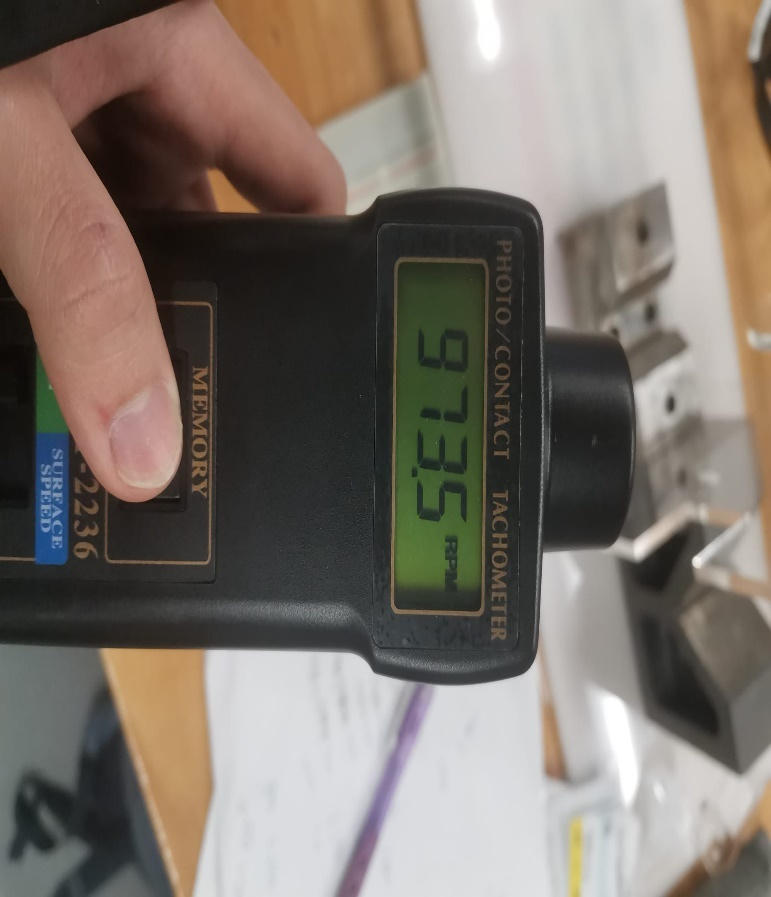 PHOTO/CONTACT TACHOMETER
973.5 RPM
MEMORY
2236
SURFACE
SPEED